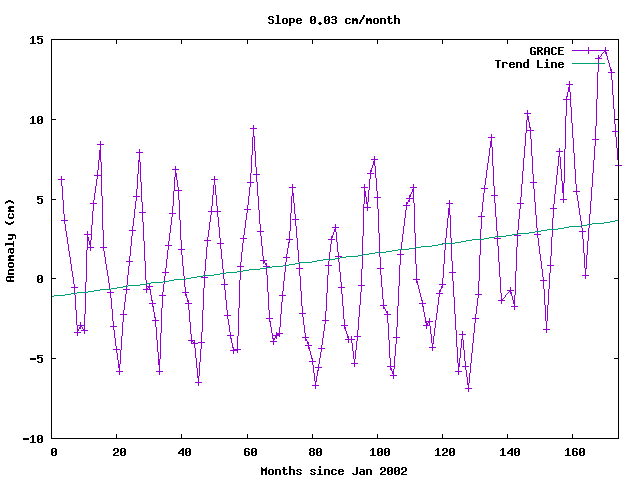 Slope 0.03 cm/month
15
GRACE
Trend Line
10
5
0
-5
-10
Anomaly (cm)
0 20 40 60 80 100 120 140 160
Months since Jan 2002